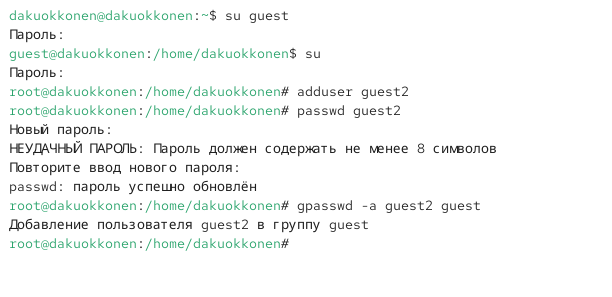 dakuokkonen@dakuokkonen:~$ su guest
Пароль:
guest@dakuokkonen:/home/dakuokkonen$ su
Пароль:
root@dakuokkonen:/home/dakuokkonen# adduser guest2
root@dakuokkonen:/home/dakuokkonen# passwd guest2
Новый пароль:
НЕУДАЧНЫЙ ПАРОЛЬ: Пароль должен содержать не менее 8 символов
Повторите ввод нового пароля:
passwd: пароль успешно обновлён
root@dakuokkonen:/home/dakuokkonen# gpasswd -a guest2 guest
Добавление пользователя guest2 в группу guest
root@dakuokkonen:/home/dakuokkonen#